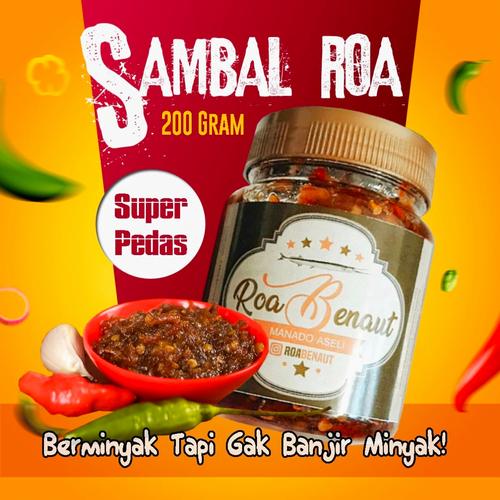 SAMBAL ROA
200 GRAM
Super
Pedas
Roa Benaut
MANADO ASELI
ROABENAUT
Berminyak Tapi Gak Banjir Minyak!